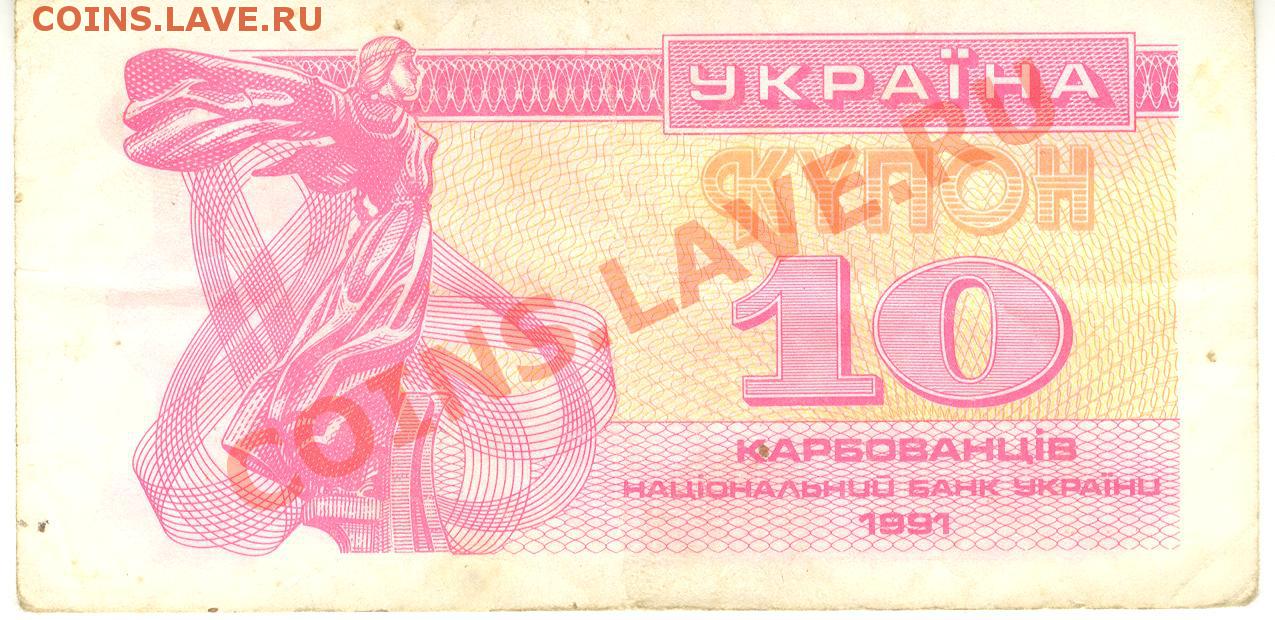 COINS.LAVE.RU
УКРАЇНА
КУПОН
COINS.LAVE.RU
10
КАРБОВАНЦІВ
НАЦІОНАЛЬНИЙ БАНК УКРАЇНИ
1991